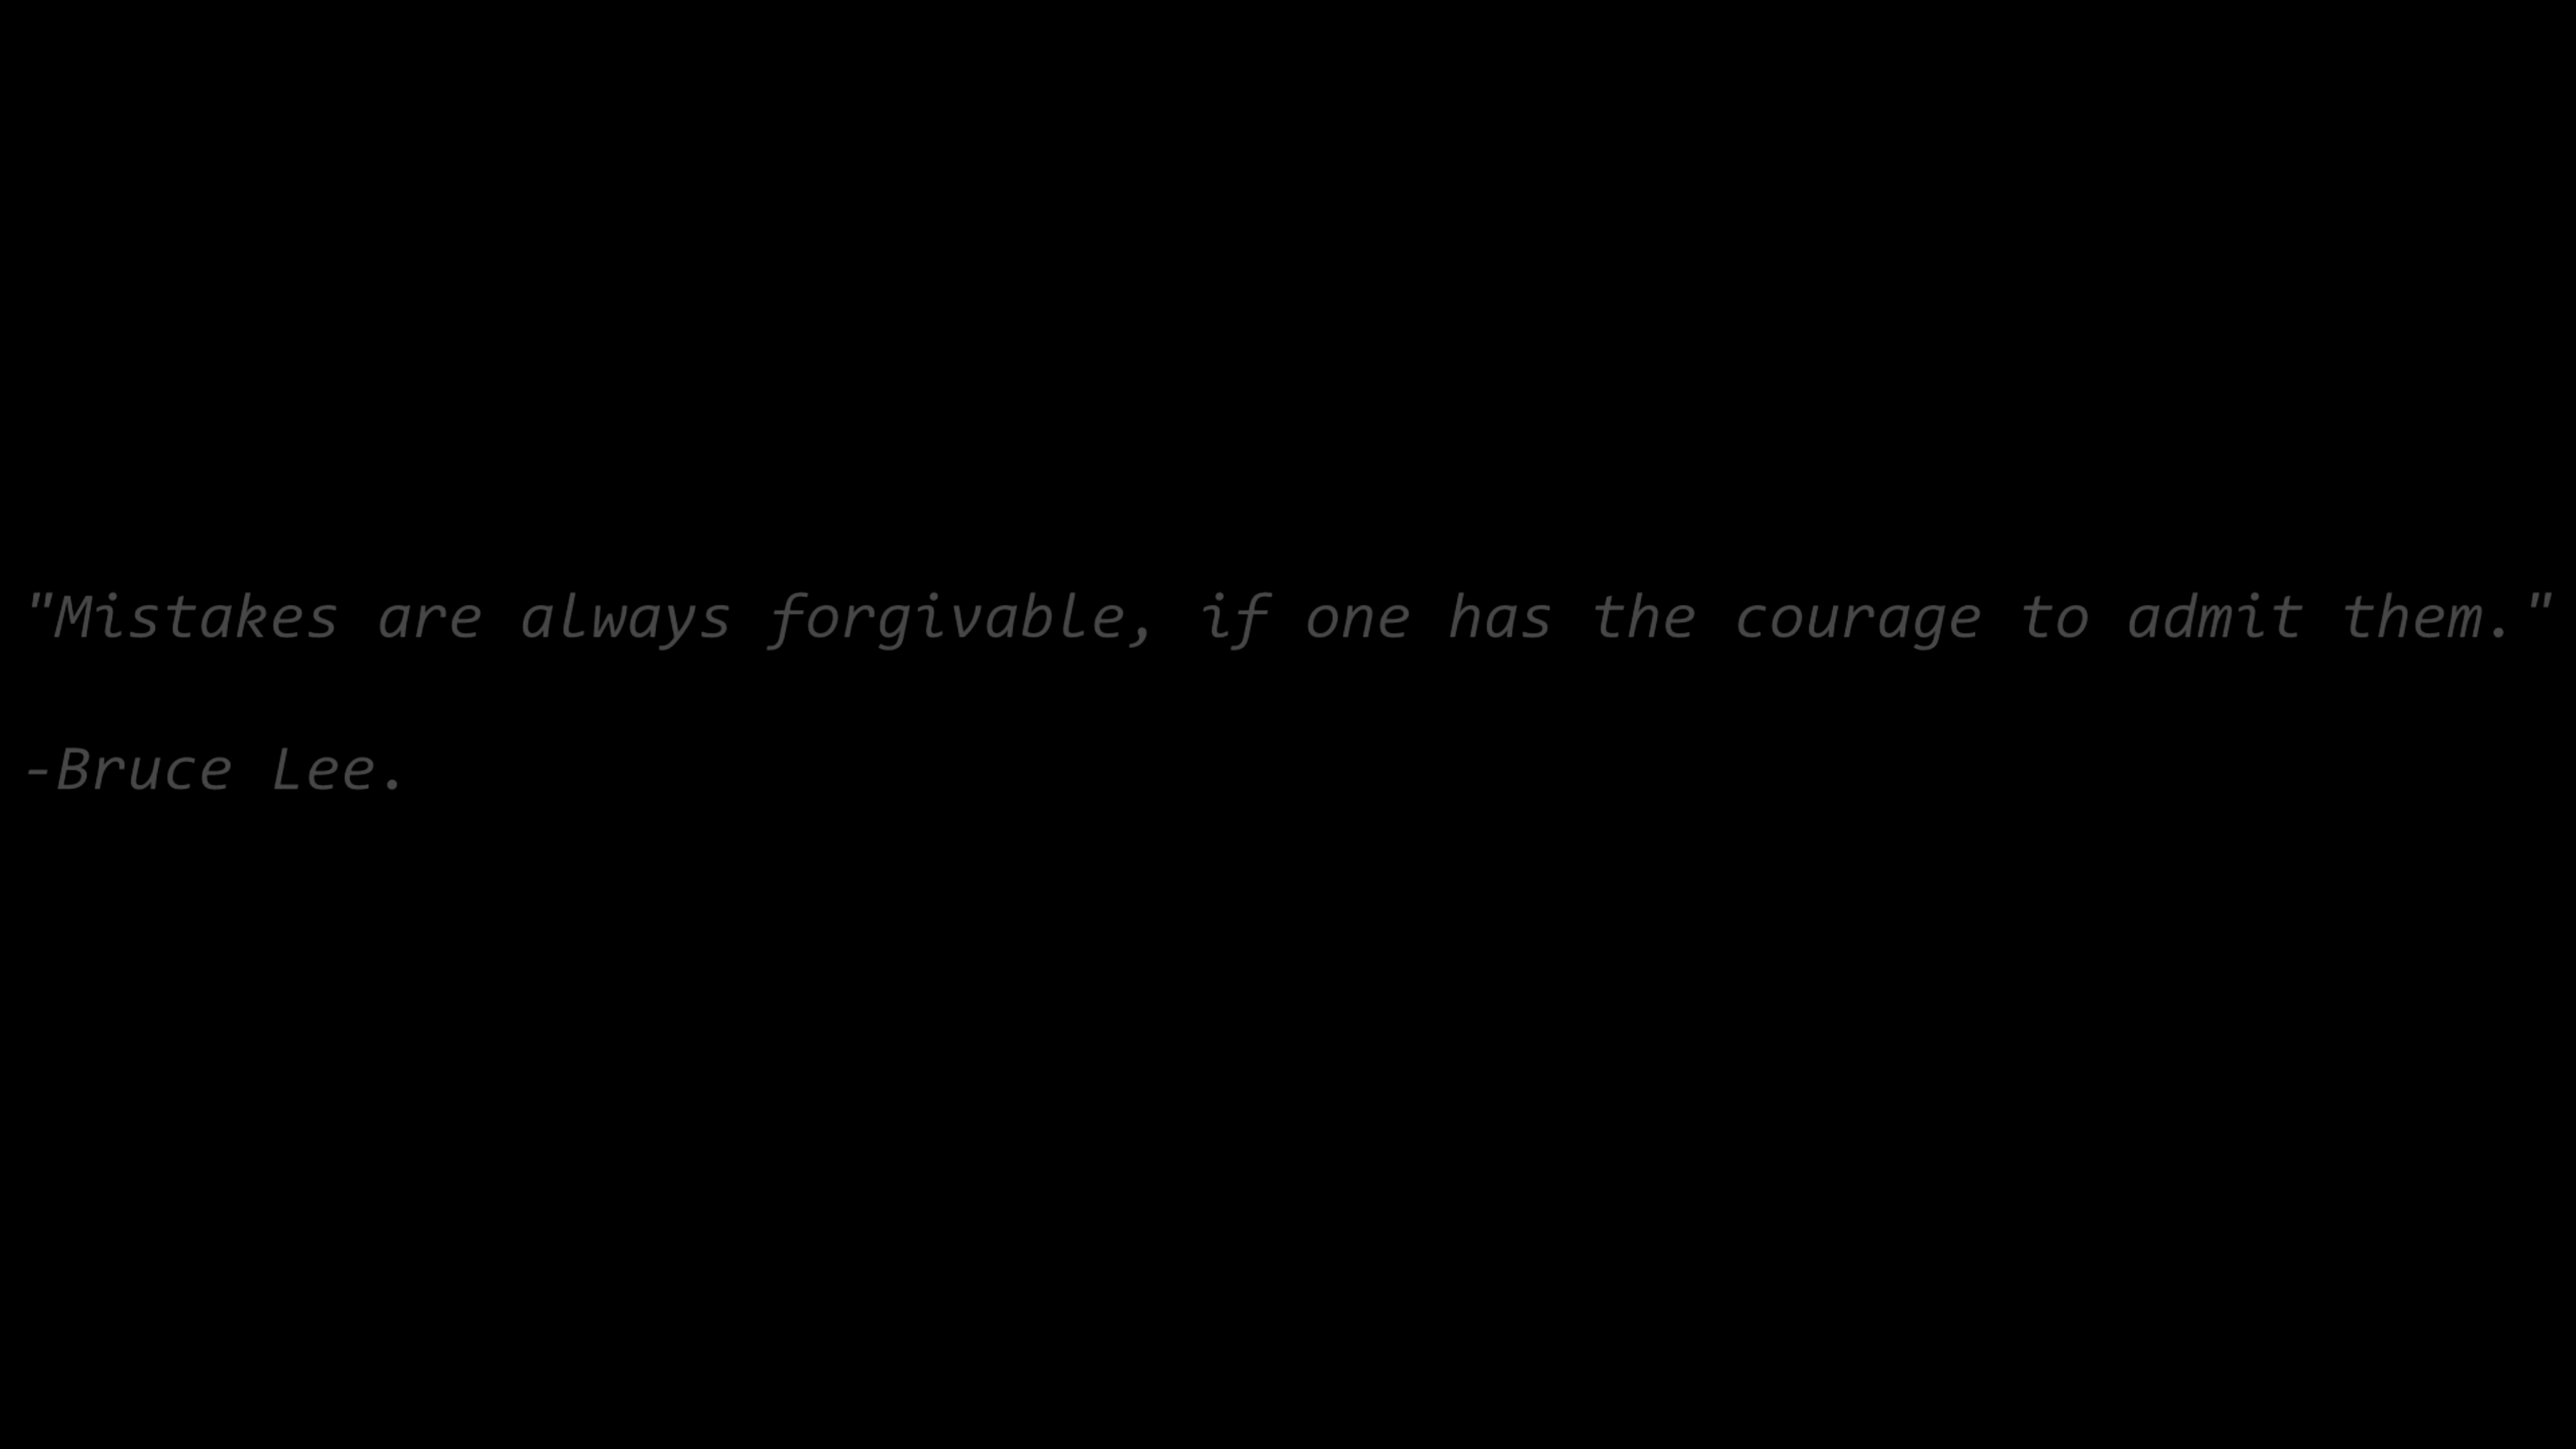 "Mistakes are always forgivable, if one has the courage to admit them."
-Bruce Lee.